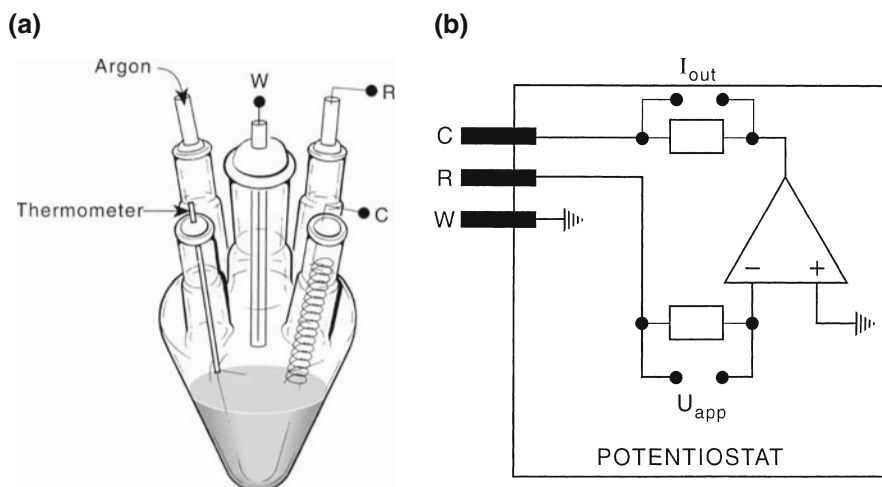 (a)
Argon
W
R
Thermometer
C
(b)
I out
C
R
W
− +
U app
POTENTIOSTAT